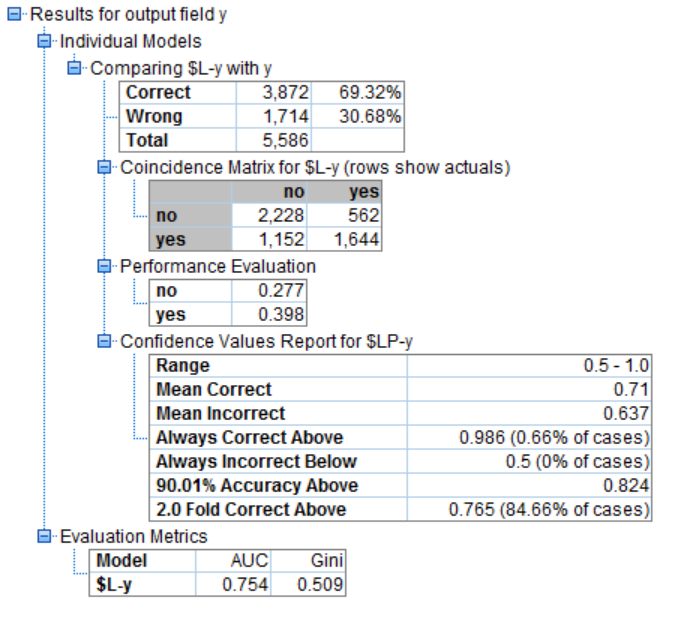 Results for output field y
Individual Models
Comparing $L-y with y
Correct 3,872 69.32%
Wrong 1,714 30.68%
Total 5,586
Coincidence Matrix for $L-y (rows show actuals)
no yes
no 2,228 562
yes 1,152 1,644
Performance Evaluation
no 0.277
yes 0.398
Confidence Values Report for $LP-y
Range 0.5 - 1.0
Mean Correct 0.71
Mean Incorrect 0.637
Always Correct Above 0.986 (0.66% of cases)
Always Incorrect Below 0.5 (0% of cases)
90.01% Accuracy Above 0.824
2.0 Fold Correct Above 0.765 (84.66% of cases)
Evaluation Metrics
Model AUC Gini
$L-y 0.754 0.509